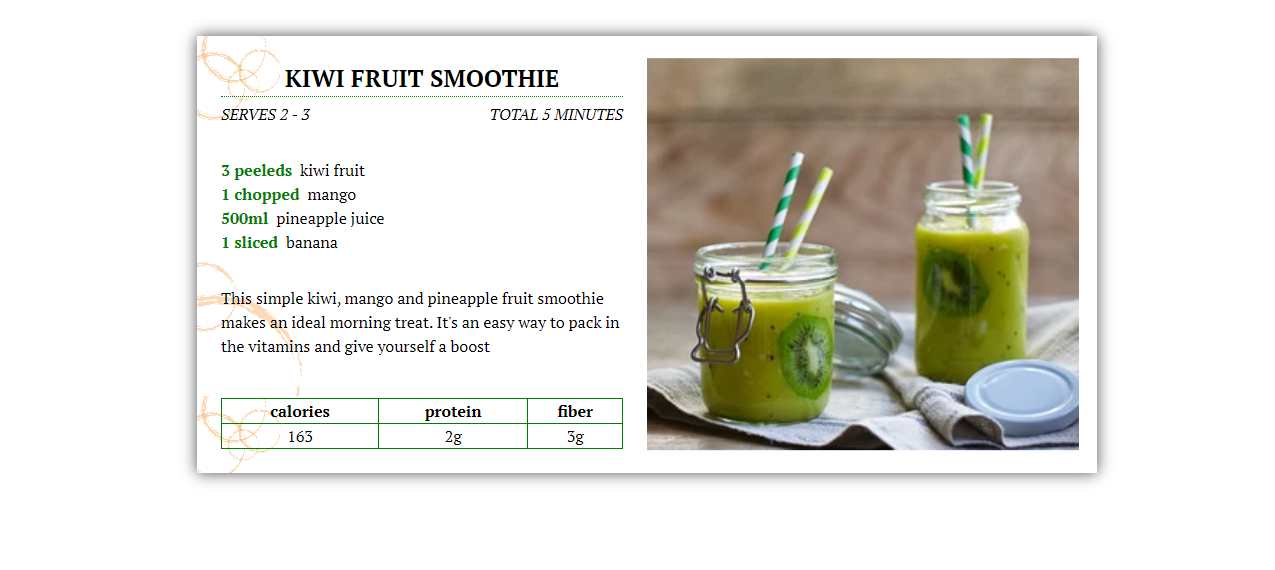 KIWI FRUIT SMOOTHIE
SERVES 2 - 3 TOTAL 5 MINUTES
3 peeleds kiwi fruit
1 chopped mango
500ml pineapple juice
1 sliced banana
This simple kiwi, mango and pineapple fruit smoothie
makes an ideal morning treat. It's an easy way to pack in
the vitamins and give yourself a boost
calories protein fiber
163 2g 3g